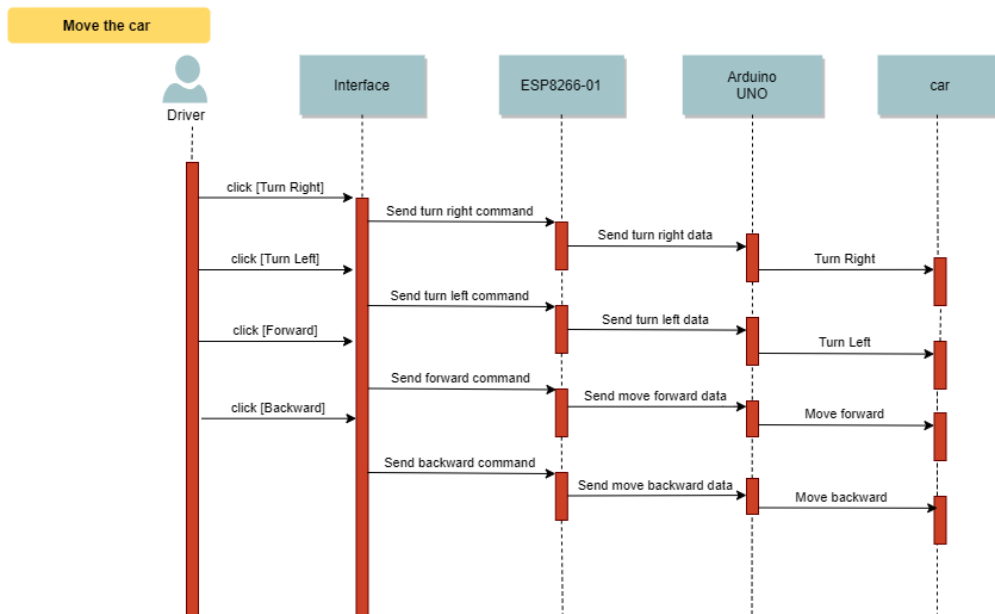 Move the car
Driver
Interface
ESP8266-01
Arduino
UNO
car
click [Turn Right]
Send turn right command
Send turn right data
Turn Right
click [Turn Left]
Send turn left command
Send turn left data
Turn Left
click [Forward]
Send forward command
Send move forward data
Move forward
click [Backward]
Send backward command
Send move backward data
Move backward